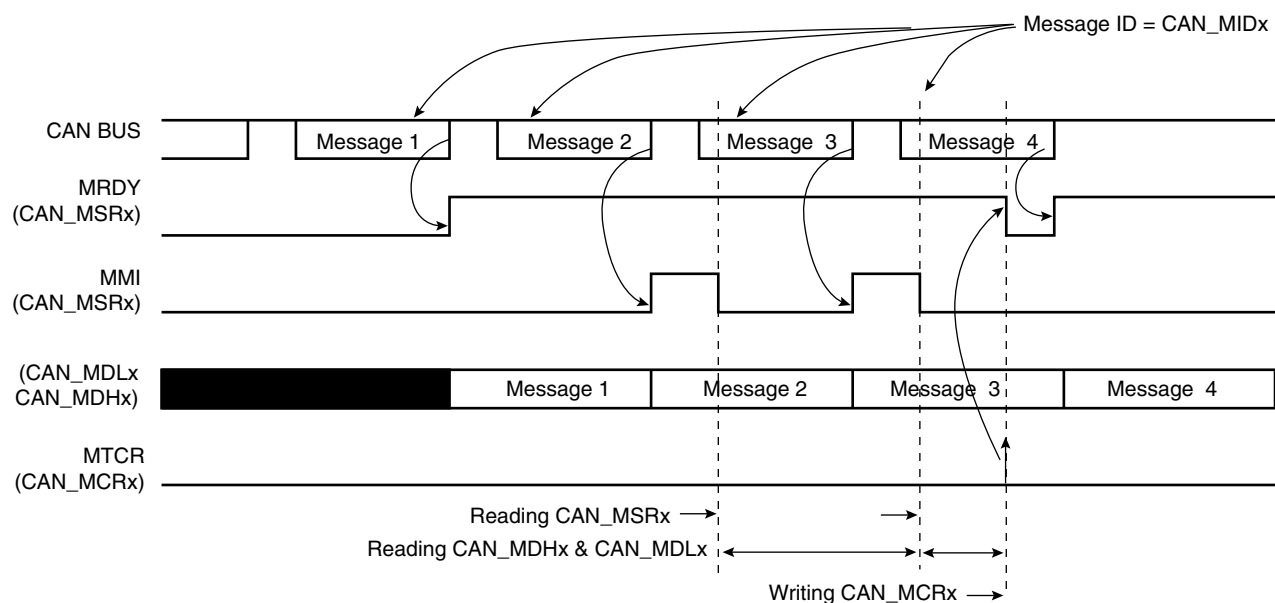 Message ID = CAN_MIDx
CAN BUS
Message 1
Message 2
Message 3
Message 4
MRDY
(CAN_MSRx)
MMI
(CAN_MSRx)
(CAN_MDLx
CAN_MDHx)
Message 1
Message 2
Message 3
Message 4
MTCR
(CAN_MCRx)
Reading CAN_MSRx
Reading CAN_MDHx & CAN_MDLx
Writing CAN_MCRx